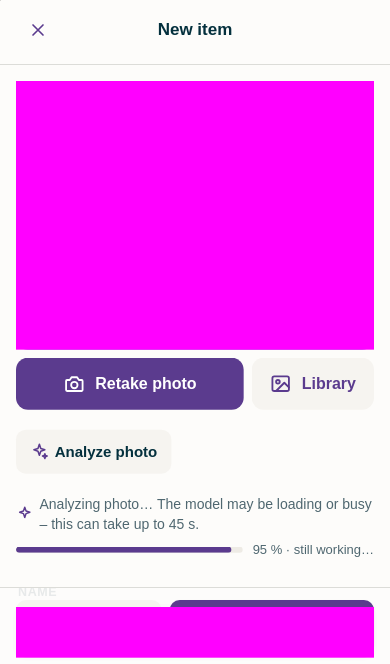 New item
Retake photo
Library
Analyze photo
Analyzing photo… The model may be loading or busy
– this can take up to 45 s.
95 % · still working…
NAME